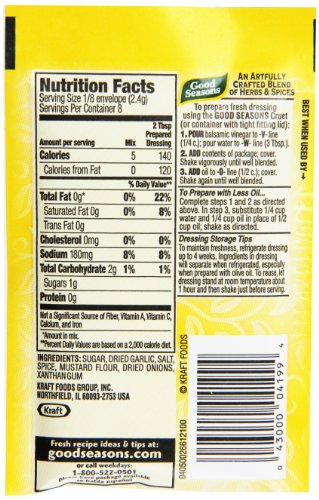 Nutrition Facts
Serving Size 1/8 envelope (2.4g)
Servings Per Container 8
Amount per serving Mix 2 Tbsp Prepared Dressing
Calories 5 140
Calories from Fat 0 120
% Daily Value**
Total Fat 0g* 0% 22%
Saturated Fat 0g 0% 8%
Trans Fat 0g
Cholesterol 0mg 0% 0%
Sodium 180mg 8% 8%
Total Carbohydrate 2g 1% 1%
Sugars 1g
Protein 0g
Not a Significant Source of Fiber, Vitamin A, Vitamin C,
Calcium, and Iron
*Amount in mix.
**Percent Daily Values are based on a 2,000 calorie diet.
INGREDIENTS: SUGAR, DRIED GARLIC, SALT,
SPICE, MUSTARD FLOUR, DRIED ONIONS,
XANTHAN GUM
KRAFT FOODS GROUP, INC.
NORTHFIELD, IL 60093-2753 USA
Kraft
Fresh recipe ideas & tips at:
goodseasons.com
or call weekdays:
1-800-522-0501
please have package available
se habla español
Good
Seasons
AN ARTFULLY
CRAFTED BLEND
OF HERBS & SPICES
To prepare fresh dressing
using the GOOD SEASONS Cruet
(or container with tight fitting lid):
1. POUR balsamic vinegar to -V- line
(1/4 c.); pour water to -W- line (3 Tbsp.).
2. ADD contents of package; cover.
Shake vigorously until well blended.
3. ADD oil to -O- line (1/2 c.); cover.
Shake again until well blended.
To Prepare with Less Oil...
Complete steps 1 and 2 as directed
above. In step 3, substitute 1/4 cup
water and 1/4 cup oil in place of 1/2
cup oil; shake as directed.
Dressing Storage Tips
To maintain freshness, refrigerate dressing
up to 4 weeks. Ingredients in dressing
will separate when refrigerated, especially
when prepared with olive oil. To reuse, let
dressing stand at room temperature about
1 hour and then shake just before serving.
BEST WHEN USED BY
© KRAFT FOODS
04050026612100
0 43000 04199 4